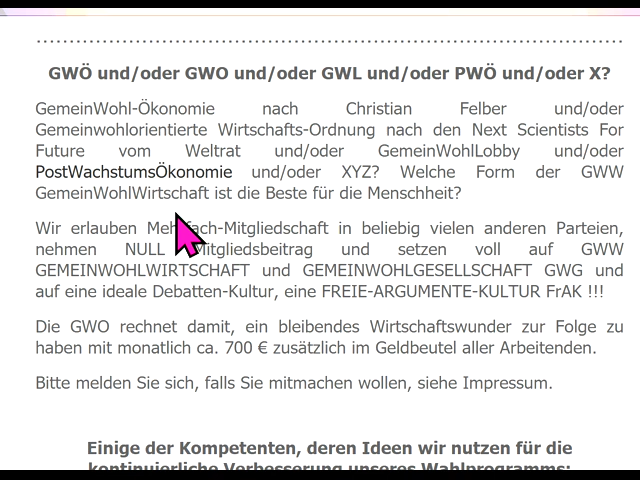 GWÖ und/oder GWO und/oder GWL und/oder PWÖ und/oder X?
GemeinWohl-Ökonomie nach Christian Felber und/oder
Gemeinwohlorientierte Wirtschafts-Ordnung nach den Next Scientists For
Future vom Weltrat und/oder GemeinWohlLobby und/oder
PostWachstumsÖkonomie und/oder XYZ? Welche Form der GWW
GemeinWohlWirtschaft ist die Beste für die Menschheit?
Wir erlauben Mehrfach-Mitgliedschaft in beliebig vielen anderen Parteien,
nehmen NULL Mitgliedsbeitrag und setzen voll auf GWW
GEMEINWOHLWIRTSCHAFT und GEMEINWOHLGESELLSCHAFT GWG und
auf eine ideale Debatten-Kultur, eine FREIE-ARGUMENTE-KULTUR FrAK !!!
Die GWO rechnet damit, ein bleibendes Wirtschaftswunder zur Folge zu
haben mit monatlich ca. 700 € zusätzlich im Geldbeutel aller Arbeitenden.
Bitte melden Sie sich, falls Sie mitmachen wollen, siehe Impressum.
Einige der Kompetenten, deren Ideen wir nutzen für die
kontinuierliche Verbesserung unseres Wahlprogramms: